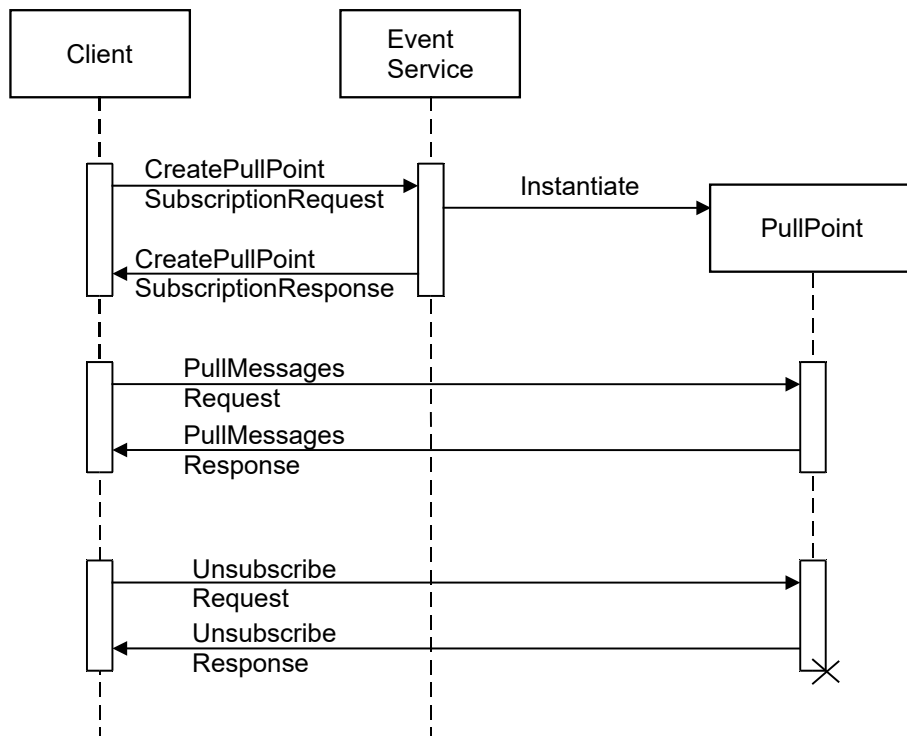 Client
Event
Service
CreatePullPoint
SubscriptionRequest
Instantiate
PullPoint
CreatePullPoint
SubscriptionResponse
PullMessages
Request
PullMessages
Response
Unsubscribe
Request
Unsubscribe
Response